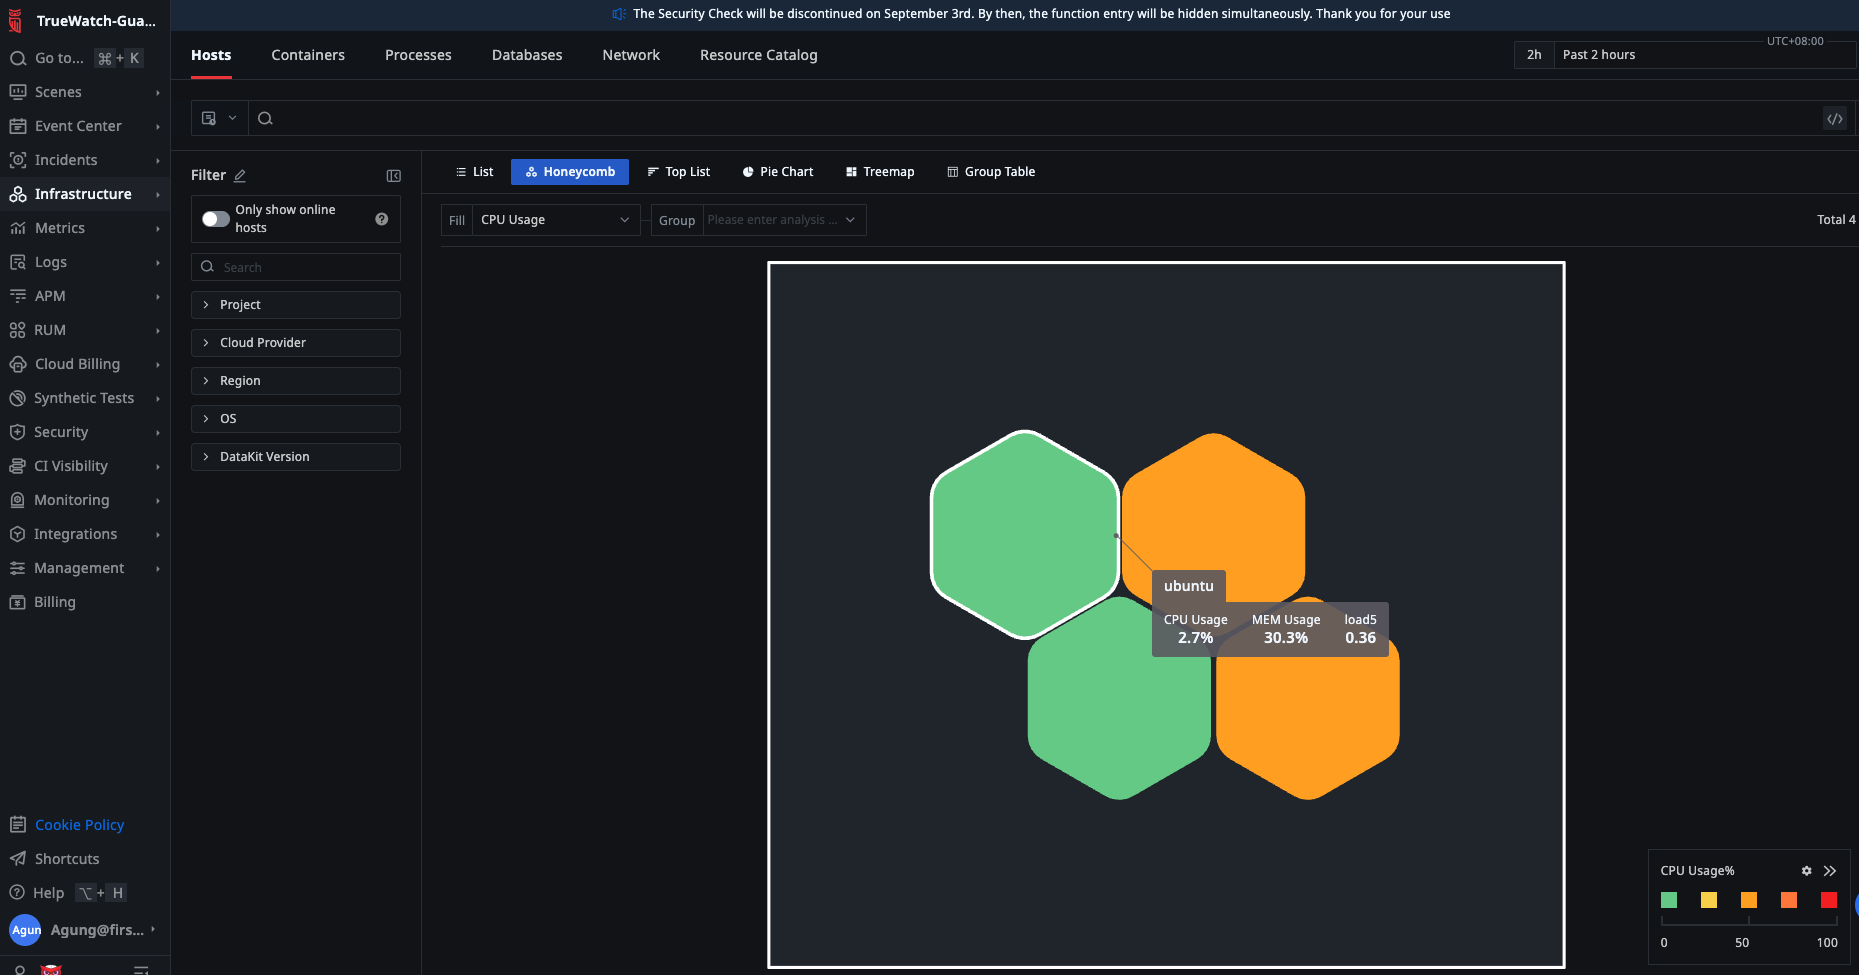 TrueWatch-Gua...
The Security Check will be discontinued on September 3rd. By then, the function entry will be hidden simultaneously. Thank you for your use
Go to... ⌘ + K
Scenes
Event Center
Incidents
Infrastructure
Metrics
Logs
APM
RUM
Cloud Billing
Synthetic Tests
Security
CI Visibility
Monitoring
Integrations
Management
Billing
Cookie Policy
Shortcuts
Help ⌥ + H
Agun Agung@firs...
Hosts Containers Processes Databases Network Resource Catalog
UTC+08:00
2h Past 2 hours
Filter
Only show online
hosts
Search
Project
Cloud Provider
Region
OS
DataKit Version
List Honeycomb Top List Pie Chart Treemap Group Table
Fill CPU Usage Group Please enter analysis ...
Total 4
ubuntu
CPU Usage MEM Usage load5
2.7% 30.3% 0.36
CPU Usage%
0 50 100